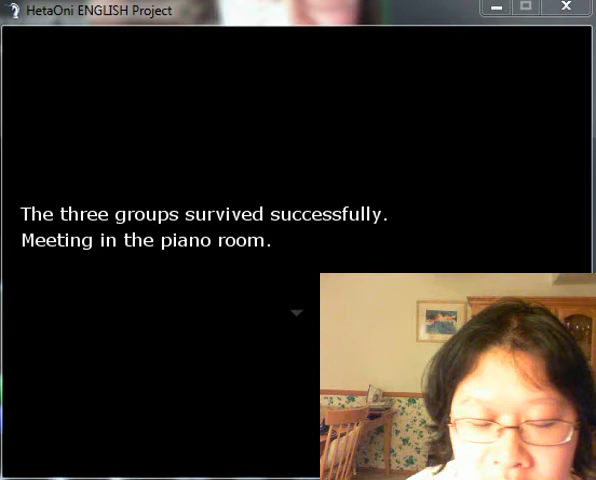 HetaOni ENGLISH Project
The three groups survived successfully.
Meeting in the piano room.